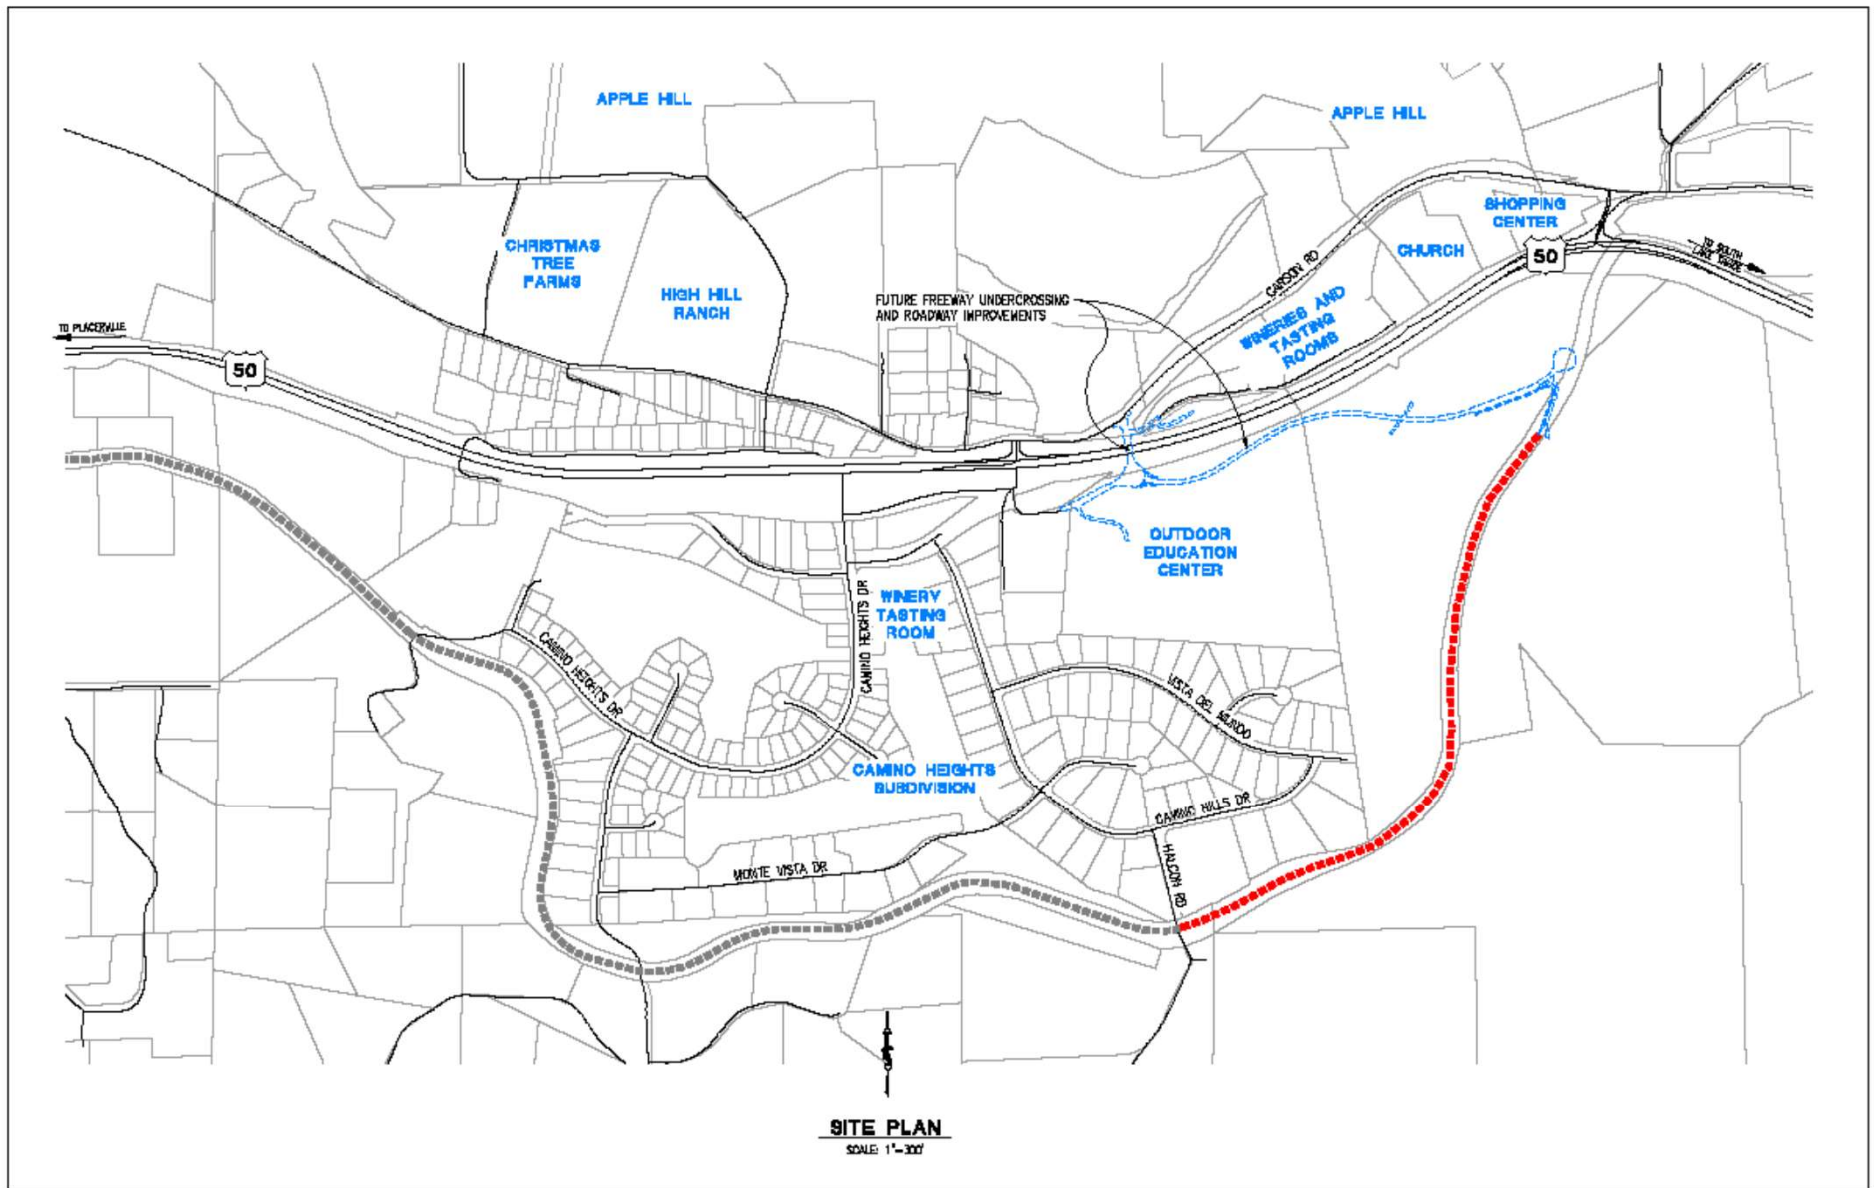 APPLE HILL
APPLE HILL
SHOPPING
CENTER
CHRISTMAS
TREE
FARMS
CHURCH
50
TO SOUTH
LAKE TAHOE
HIGH HILL
RANCH
CARSON RD
FUTURE FREEWAY UNDERCROSSING
AND ROADWAY IMPROVEMENTS
WINERIES AND
TASTING
ROOMS
TO PLACERVILLE
50
OUTDOOR
EDUCATION
CENTER
WINERY
TASTING
ROOM
CAMINO HEIGHTS DR
CAMINO HEIGHTS DR
VISTA DEL MUNDO
CAMINO HEIGHTS
SUBDIVISION
CAMINO HILLS DR
MONTE VISTA DR
HALCON RD
SITE PLAN
SCALE: 1"=300'